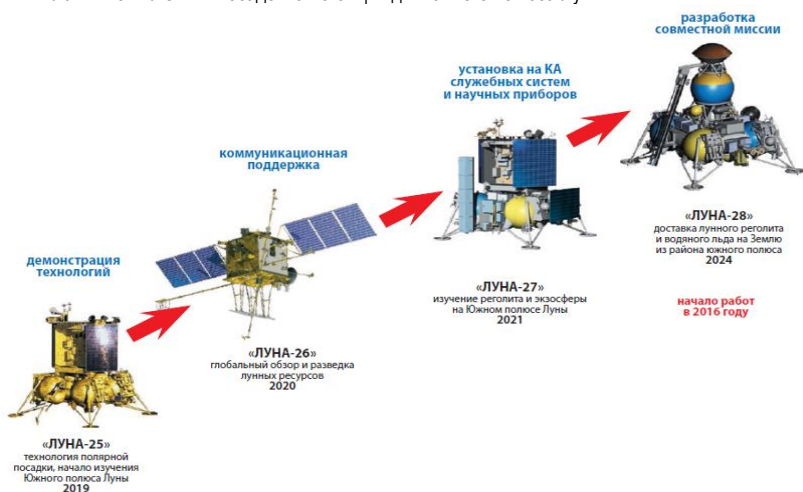 демонстрация
технологий
«ЛУНА-25»
технология полярной
посадки, начало изучения
Южного полюса Луны
2019
коммуникационная
поддержка
«ЛУНА-26»
глобальный обзор и разведка
лунных ресурсов
2020
установка на КА
служебных систем
и научных приборов
«ЛУНА-27»
изучение реголита и экзосферы
на Южном полюсе Луны
2021
разработка
совместной миссии
«ЛУНА-28»
доставка лунного реголита
и водяного льда на Землю
из района южного полюса
2024
начало работ
в 2016 году